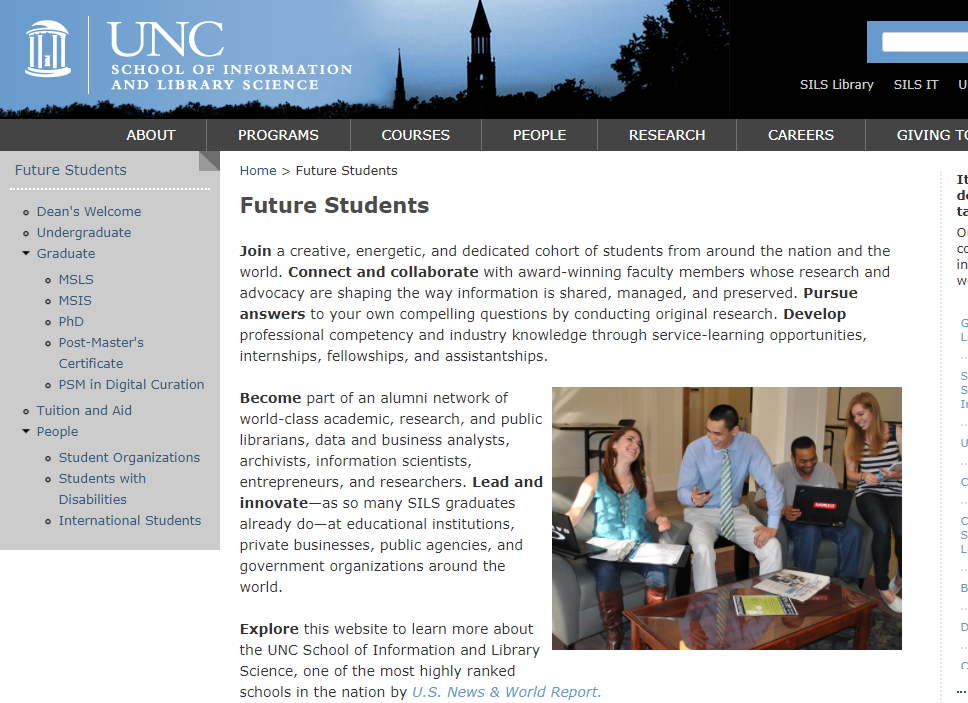 UNC
SCHOOL OF INFORMATION
AND LIBRARY SCIENCE
SILS Library SILS IT
ABOUT PROGRAMS COURSES PEOPLE RESEARCH CAREERS GIVING
Future Students
Dean's Welcome
Undergraduate
Graduate
MSLS
MSIS
PhD
Post-Master's
Certificate
PSM in Digital Curation
Tuition and Aid
People
Student Organizations
Students with
Disabilities
International Students
Home > Future Students
Future Students
Join a creative, energetic, and dedicated cohort of students from around the nation and the
world. Connect and collaborate with award-winning faculty members whose research and
advocacy are shaping the way information is shared, managed, and preserved. Pursue
answers to your own compelling questions by conducting original research. Develop
professional competency and industry knowledge through service-learning opportunities,
internships, fellowships, and assistantships.
Become part of an alumni network of
world-class academic, research, and public
librarians, data and business analysts,
archivists, information scientists,
entrepreneurs, and researchers. Lead and
innovate—as so many SILS graduates
already do—at educational institutions,
private businesses, public agencies, and
government organizations around the
world.
Explore this website to learn more about
the UNC School of Information and Library
Science, one of the most highly ranked
schools in the nation by U.S. News & World Report.